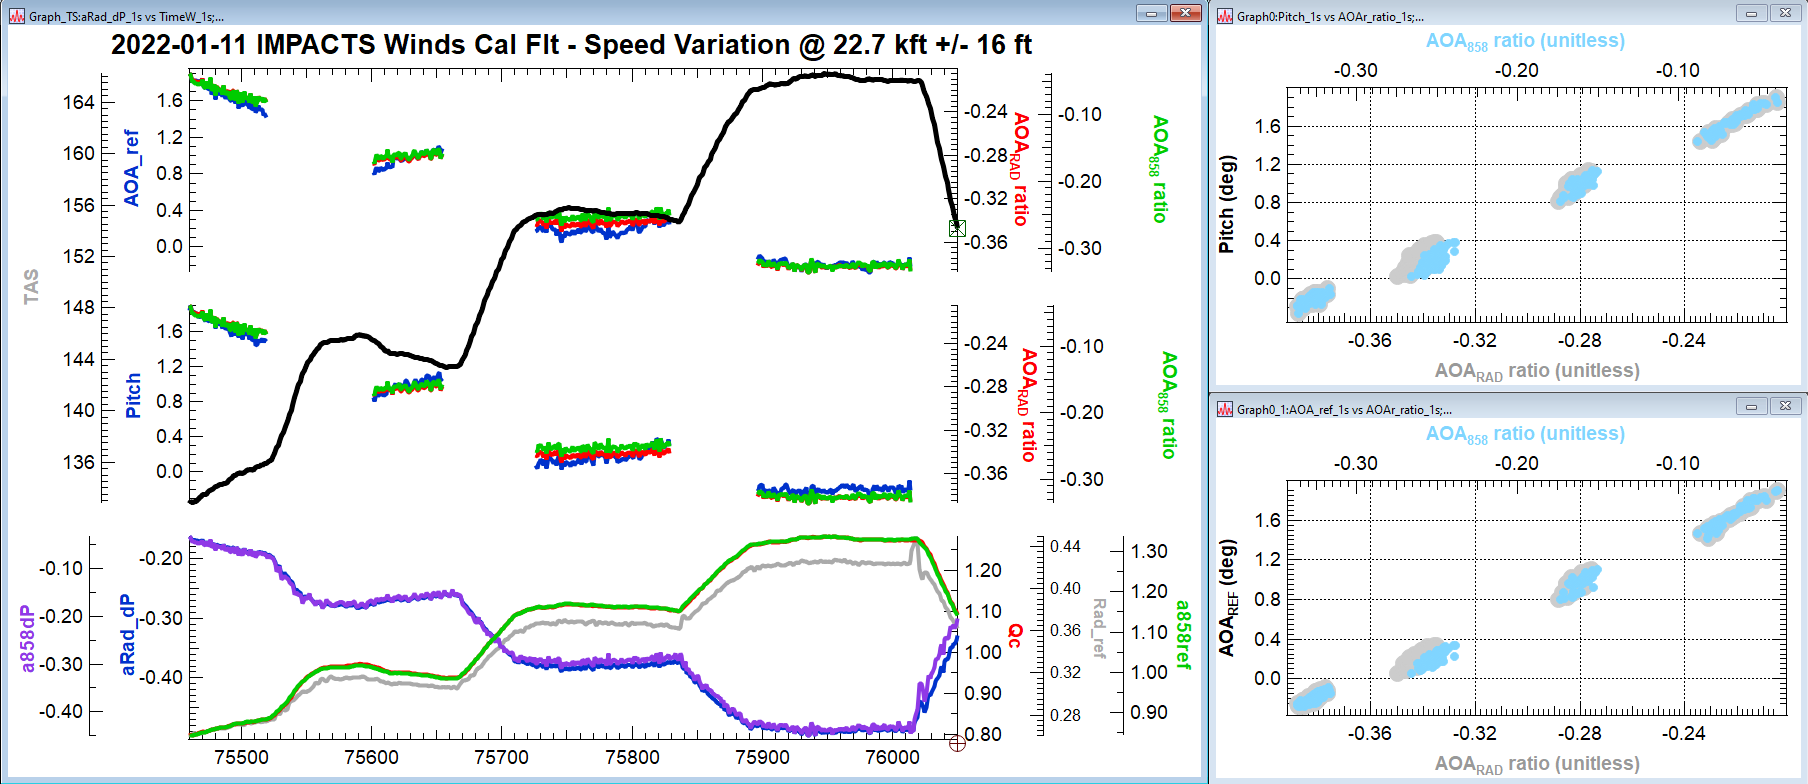 Graph_TS:aRad_dP_1s vs TimeW_1s;...
2022-01-11 IMPACTS Winds Cal Flt - Speed Variation @ 22.7 kft +/- 16 ft
TAS
164
160
156
152
148
144
140
136
AOA_ref
1.6
1.2
0.8
0.4
0.0
-0.24
-0.28
-0.32
-0.36
AOARAD ratio
-0.10
-0.20
-0.30
AOA858 ratio
Pitch
1.6
1.2
0.8
0.4
0.0
-0.24
-0.28
-0.32
-0.36
AOARAD ratio
-0.10
-0.20
-0.30
AOA858 ratio
a858dP
-0.10
-0.20
-0.30
-0.40
aRad_dP
-0.20
-0.30
-0.40
1.20
1.10
1.00
0.90
0.80
Qc
0.44
0.40
0.36
0.32
0.28
Rad_ref
1.30
1.20
1.10
1.00
0.90
a858ref
75500 75600 75700 75800 75900 76000
Graph0:Pitch_1s vs AOAr_ratio_1s;...
AOA858 ratio (unitless)
-0.30 -0.20 -0.10
Pitch (deg)
1.6
1.2
0.8
0.4
0.0
-0.36 -0.32 -0.28 -0.24
AOARAD ratio (unitless)
Graph0_1:AOA_ref_1s vs AOAr_ratio_1s;...
AOA858 ratio (unitless)
-0.30 -0.20 -0.10
AOAREF (deg)
1.6
1.2
0.8
0.4
0.0
-0.36 -0.32 -0.28 -0.24
AOARAD ratio (unitless)